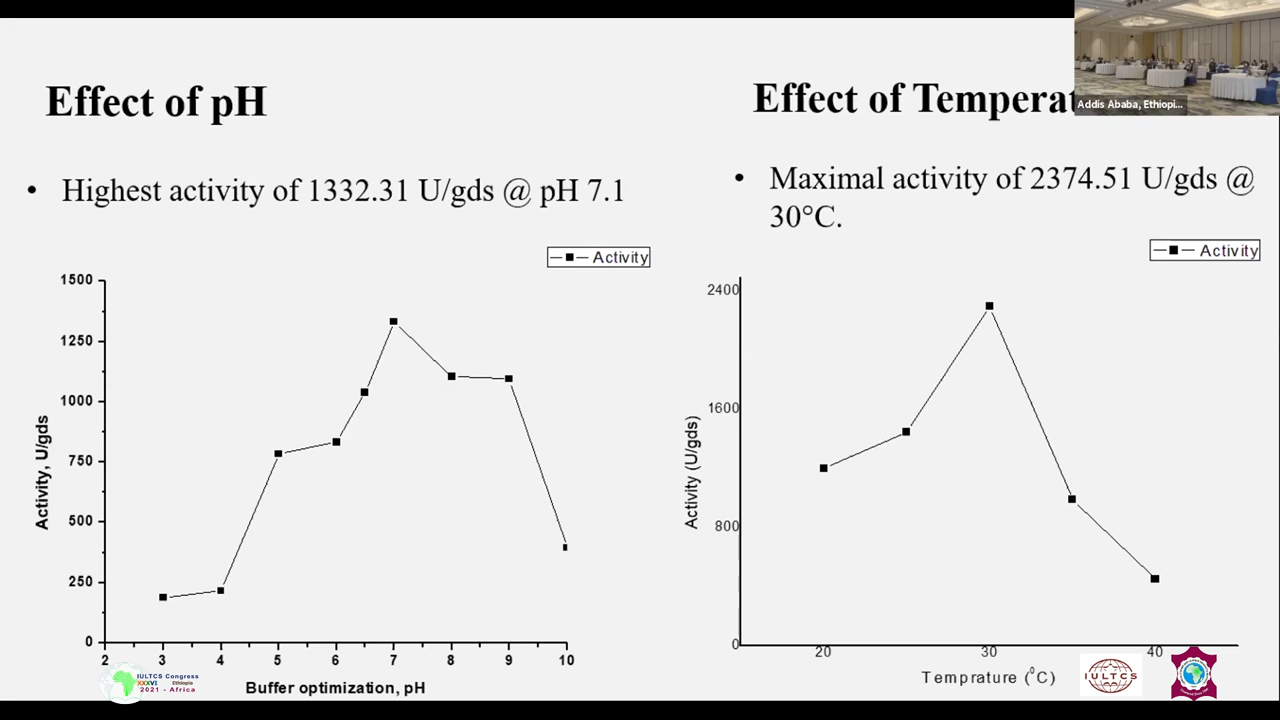 Effect of pH
• Highest activity of 1332.31 U/gds @ pH 7.1
Activity
1500
1250
1000
750
500
250
0
Activity, U/gds
2 3 4 5 6 7 8 9 10
Buffer optimization, pH
IULTCS Congress
XXXVI Ethiopia
2021 - Africa
Effect of Temperat
Addis Ababa, Ethiopi...
• Maximal activity of 2374.51 U/gds @
30°C.
Activity
2400
1600
800
0
Activity (U/gds)
20 30 40
Temprature (⁰C)
IULTCS